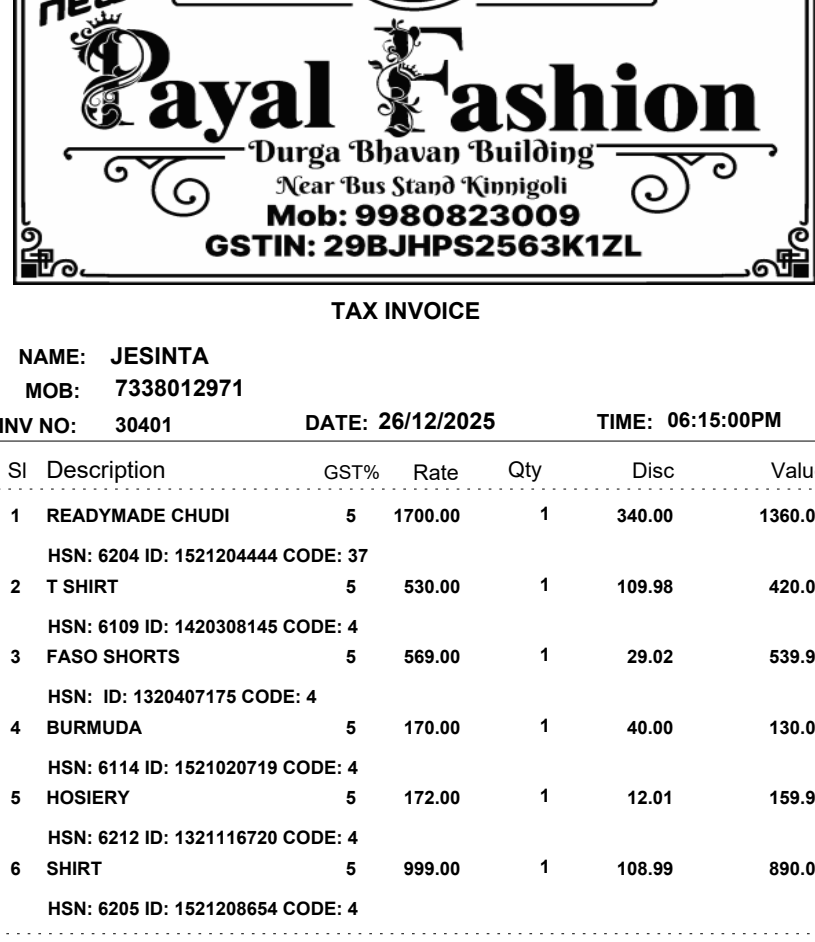 new
Payal Fashion
Durga Bhavan Building
Near Bus Stand Kinnigoli
Mob: 9980823009
GSTIN: 29BJHPS2563K1ZL
TAX INVOICE
NAME: JESINTA
MOB: 7338012971
INV NO: 30401 DATE: 26/12/2025 TIME: 06:15:00PM
Sl Description GST% Rate Qty Disc Valu
1 READYMADE CHUDI 5 1700.00 1 340.00 1360.0
HSN: 6204 ID: 1521204444 CODE: 37
2 T SHIRT 5 530.00 1 109.98 420.0
HSN: 6109 ID: 1420308145 CODE: 4
3 FASO SHORTS 5 569.00 1 29.02 539.9
HSN: ID: 1320407175 CODE: 4
4 BURMUDA 5 170.00 1 40.00 130.0
HSN: 6114 ID: 1521020719 CODE: 4
5 HOSIERY 5 172.00 1 12.01 159.9
HSN: 6212 ID: 1321116720 CODE: 4
6 SHIRT 5 999.00 1 108.99 890.0
HSN: 6205 ID: 1521208654 CODE: 4